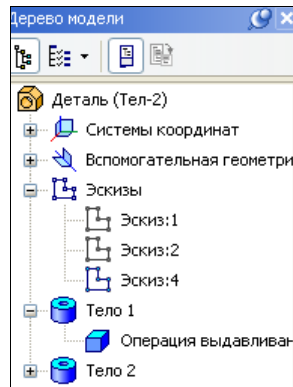 Дерево модели
Деталь (Тел-2)
Системы координат
Вспомогательная геометри
Эскизы
Эскиз:1
Эскиз:2
Эскиз:4
Тело 1
Операция выдавливан
Тело 2